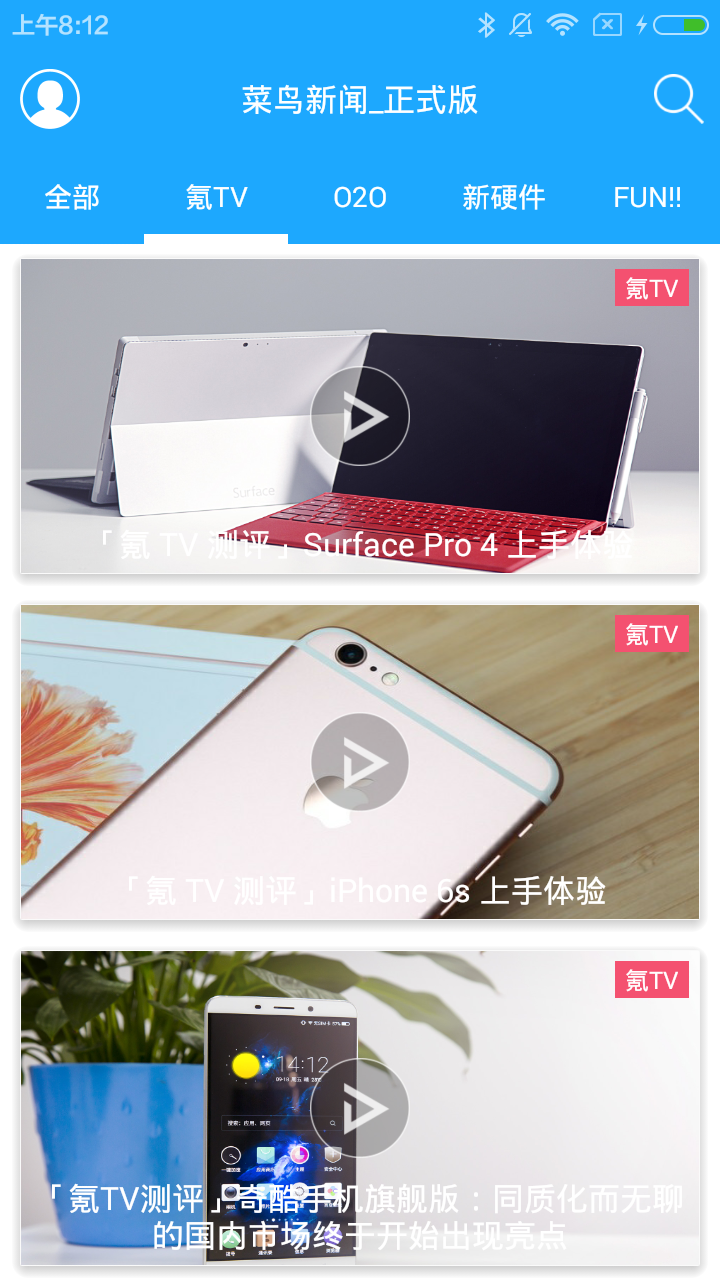 上午8:12
菜鸟新闻_正式版
全部 氪TV O2O 新硬件 FUN!!
氪TV
Surface
「氪 TV 测评」Surface Pro 4 上手体验
氪TV
「氪 TV 测评」iPhone 6s 上手体验
氪TV
14:12
「氪TV测评」奇酷手机旗舰版：同质化而无聊
的国内市场终于开始出现亮点